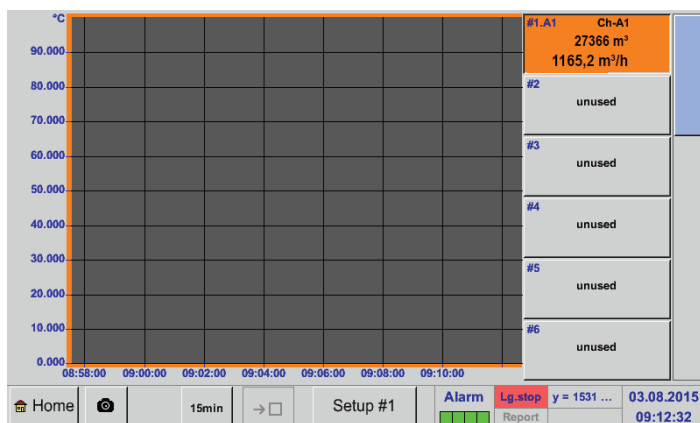 °C
90.000
80.000
70.000
60.000
50.000
40.000
30.000
20.000
10.000
0.000
08:58:00 09:00:00 09:02:00 09:04:00 09:06:00 09:08:00 09:10:00
#1.A1 Ch-A1
27366 m³
1165,2 m³/h
#2
unused
#3
unused
#4
unused
#5
unused
#6
unused
Home 15min Setup #1 Alarm Lg.stop y = 1531 ... 03.08.2015
Report 09:12:32